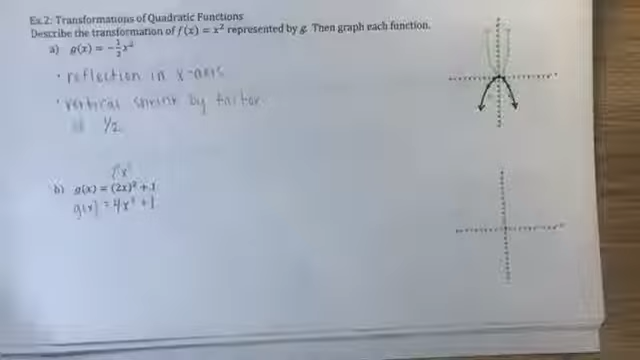 Ex.2: Transformations of Quadratic Functions
Describe the transformation of f(x) = x² represented by g. Then graph each function.
a) g(x) = -½x²
· reflection in x-axis
· vertical shrink by factor
of 1/2
b) g(x) = (2x)² + 1
g(x) = 4x² + 1